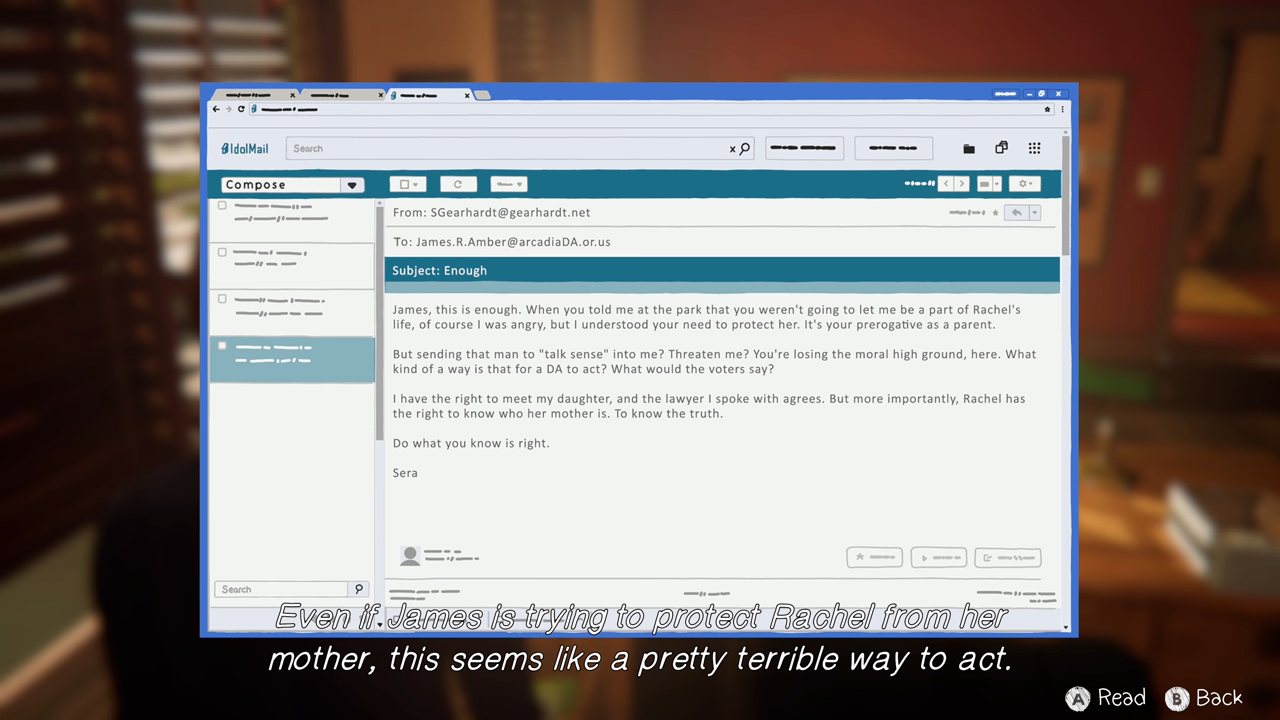 IdolMail
Search
Compose
From: SGearhardt@gearhardt.net
To: James.R.Amber@arcadiaDA.or.us
Subject: Enough
James, this is enough. When you told me at the park that you weren't going to let me be a part of Rachel's
life, of course I was angry, but I understood your need to protect her. It's your prerogative as a parent.
But sending that man to "talk sense" into me? Threaten me? You're losing the moral high ground, here. What
kind of a way is that for a DA to act? What would the voters say?
I have the right to meet my daughter, and the lawyer I spoke with agrees. But more importantly, Rachel has
the right to know who her mother is. To know the truth.
Do what you know is right.
Sera
Search
Even if James is trying to protect Rachel from her
mother, this seems like a pretty terrible way to act.
A Read B Back